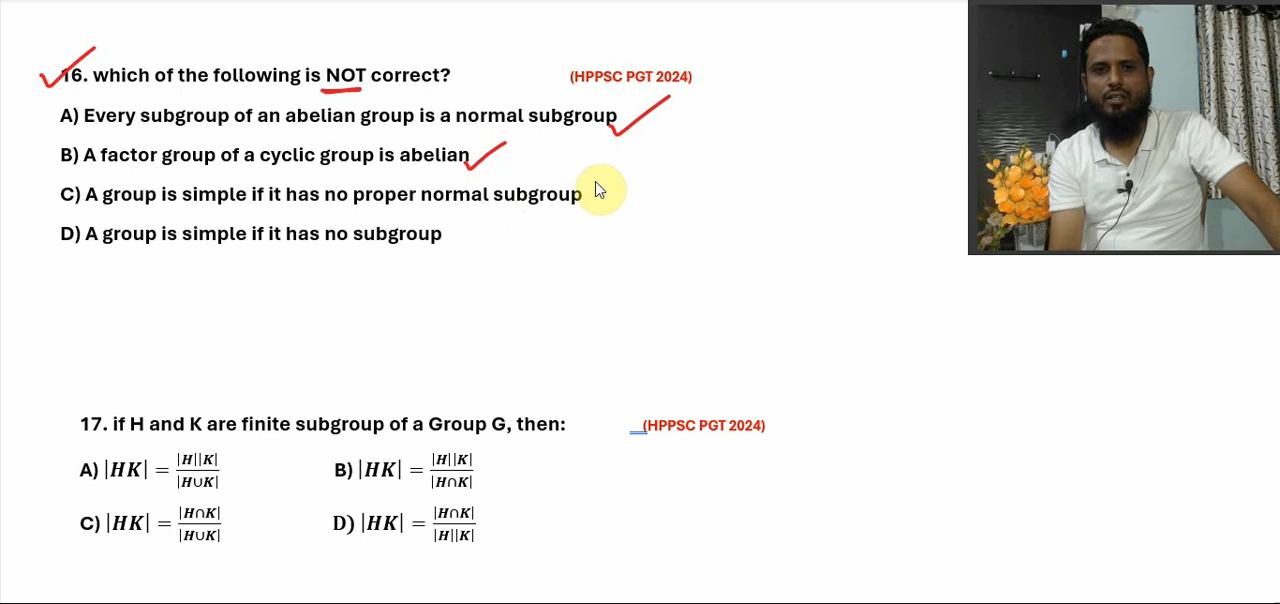 16. which of the following is NOT correct? (HPPSC PGT 2024)
A) Every subgroup of an abelian group is a normal subgroup
B) A factor group of a cyclic group is abelian
C) A group is simple if it has no proper normal subgroup
D) A group is simple if it has no subgroup
17. if H and K are finite subgroup of a Group G, then: __(HPPSC PGT 2024)
A) |HK| = |H||K| / |H∪K| B) |HK| = |H||K| / |H∩K|
C) |HK| = |H∩K| / |H∪K| D) |HK| = |H∩K| / |H||K|